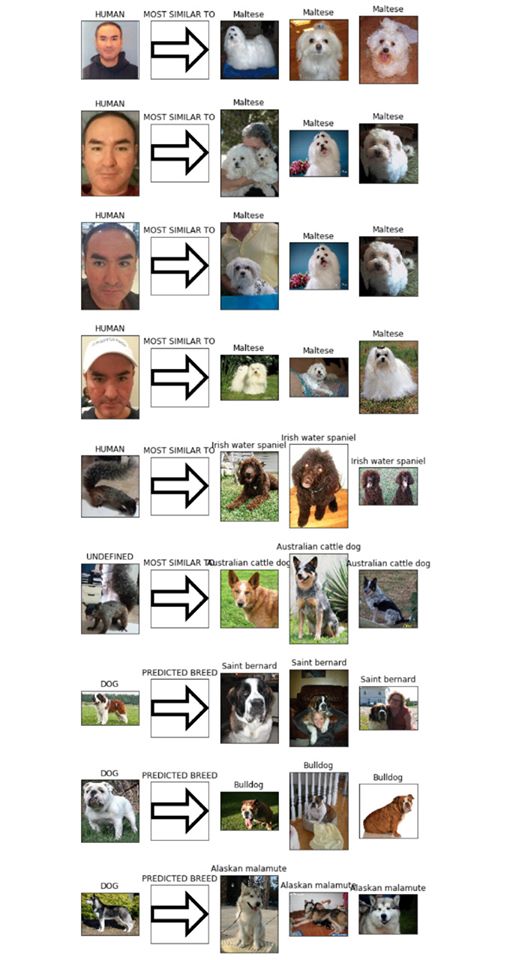 HUMAN MOST SIMILAR TO Maltese Maltese Maltese
HUMAN MOST SIMILAR TO Maltese Maltese Maltese
HUMAN MOST SIMILAR TO Maltese Maltese Maltese
HUMAN MOST SIMILAR TO Maltese Maltese Maltese
HUMAN MOST SIMILAR TO Irish water spaniel Irish water spaniel Irish water spaniel
UNDEFINED MOST SIMILAR TO Australian cattle dog Australian cattle dog Australian cattle dog
DOG PREDICTED BREED Saint bernard Saint bernard Saint bernard
DOG PREDICTED BREED Bulldog Bulldog Bulldog
DOG PREDICTED BREED Alaskan malamute Alaskan malamute Alaskan malamute